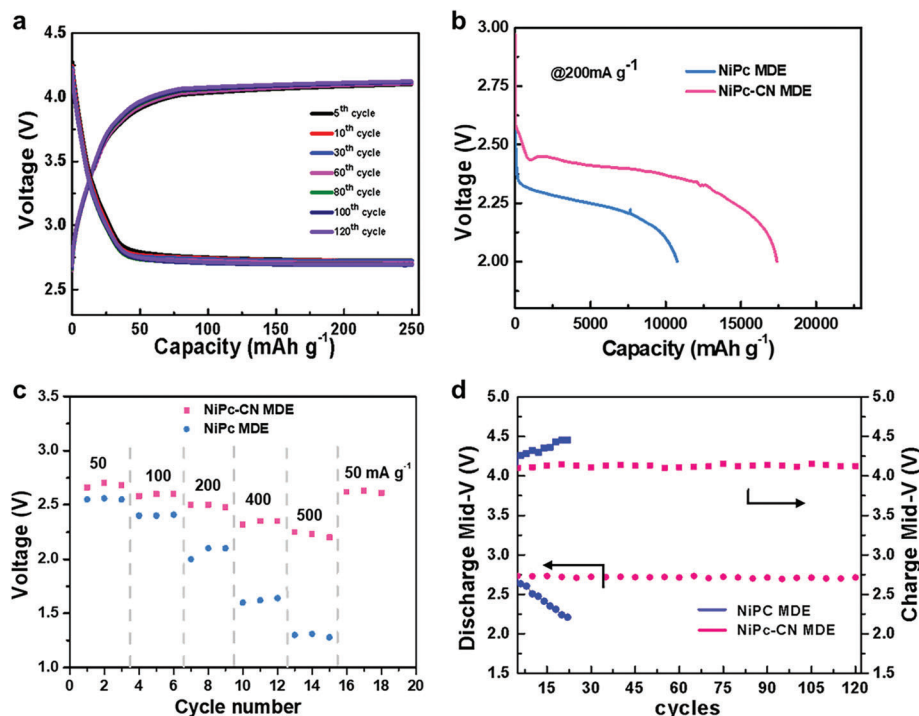 a
Voltage (V)
4.5
4.0
3.5
3.0
2.5
5th cycle
10th cycle
30th cycle
60th cycle
80th cycle
100th cycle
120th cycle
0 50 100 150 200 250
Capacity (mAh g-1)
b
Voltage (V)
3.00
2.75
2.50
2.25
2.00
@200mA g-1
NiPc MDE
NiPc-CN MDE
0 5000 10000 15000 20000
Capacity (mAh g-1)
c
Voltage (V)
3.5
3.0
2.5
2.0
1.5
1.0
NiPc-CN MDE
NiPc MDE
50 100 200 400 500 50 mA g-1
0 2 4 6 8 10 12 14 16 18 20
Cycle number
d
Discharge Mid-V (V)
5.0
4.5
4.0
3.5
3.0
2.5
2.0
5.0
4.5
4.0
3.5
3.0
2.5
2.0
Charge Mid-V (V)
NiPC MDE
NiPc-CN MDE
15 30 45 60 75 90 105 120
cycles